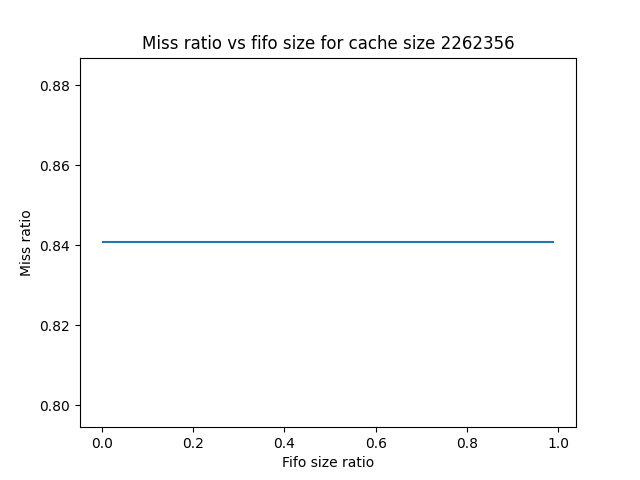 Miss ratio vs fifo size for cache size 2262356
0.88
0.86
0.84
0.82
0.80
Miss ratio
0.0 0.2 0.4 0.6 0.8 1.0
Fifo size ratio